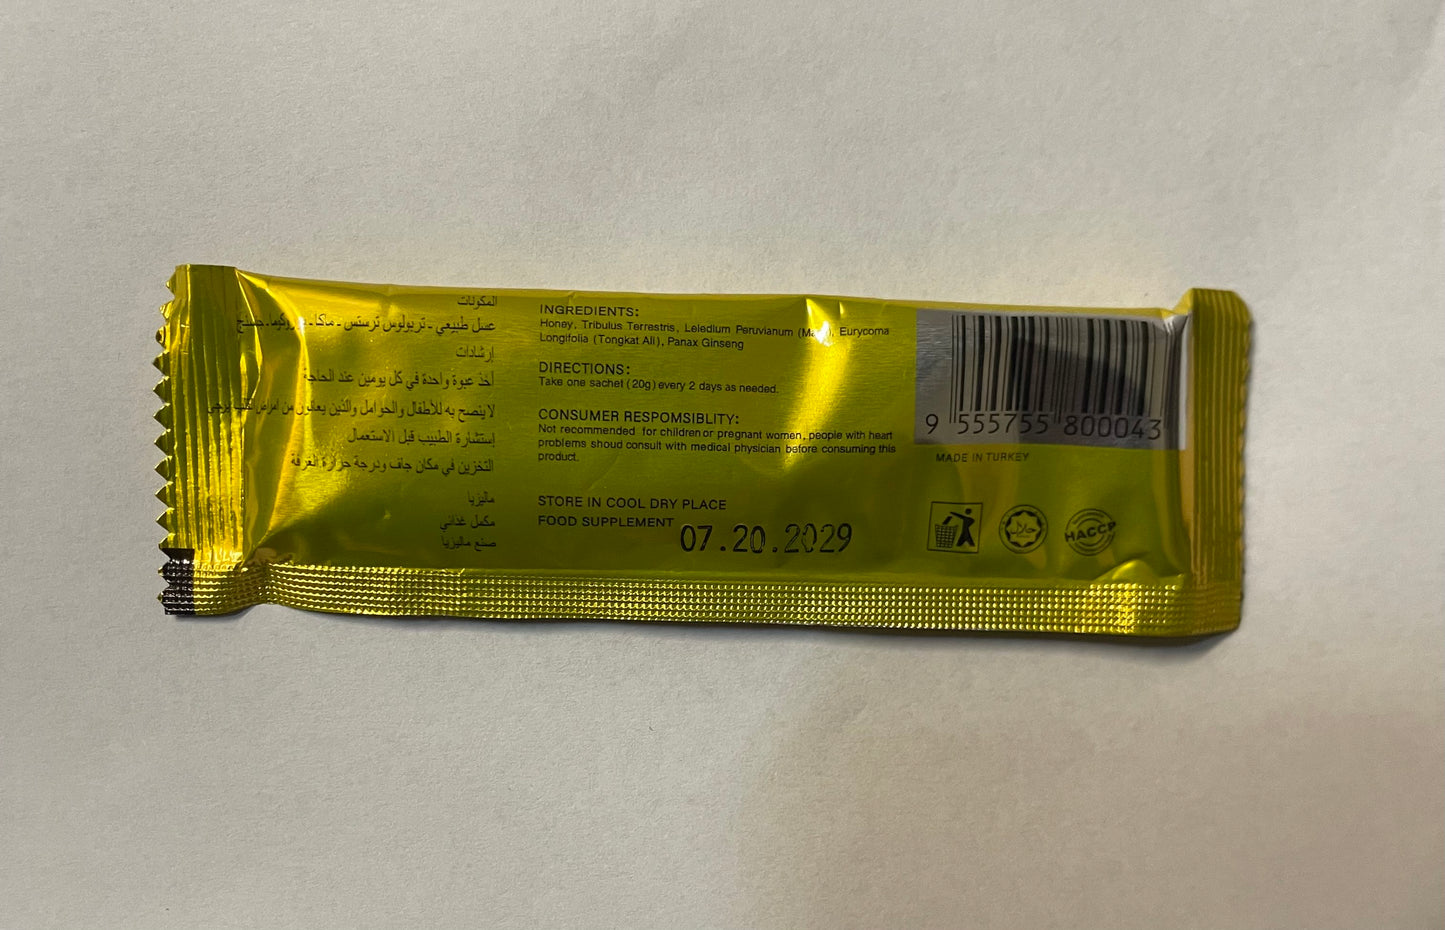 المكونات
عسل طبيعي - تريولوس ترستس - ماكا -
إرشادات
أخذ عبوة واحدة في كل يومين عند الحاجة
لا ينصح به للأطفال والحوامل والذين يعانون من امراض القلب يرجى
إستشارة الطبيب قبل الاستعمال
التخزين في مكان جاف ودرجة حرارة الغرفة
ماليزيا
مكمل غذائي
صنع ماليزيا
INGREDIENTS:
Honey, Tribulus Terrestris, Leledium Peruvianum Eurycoma
Longifolia (Tongkat Ali), Panax Ginseng
DIRECTIONS:
Take one sachet (20g) every 2 days as needed.
CONSUMER RESPOMSIBLITY:
Not recommended for children or pregnant women, people with heart
problems shoud consult with medical physician before consuming this
product.
STORE IN COOL DRY PLACE
FOOD SUPPLEMENT
07.20.2029
9 555755 800043
MADE IN TURKEY
حلال
HACCP